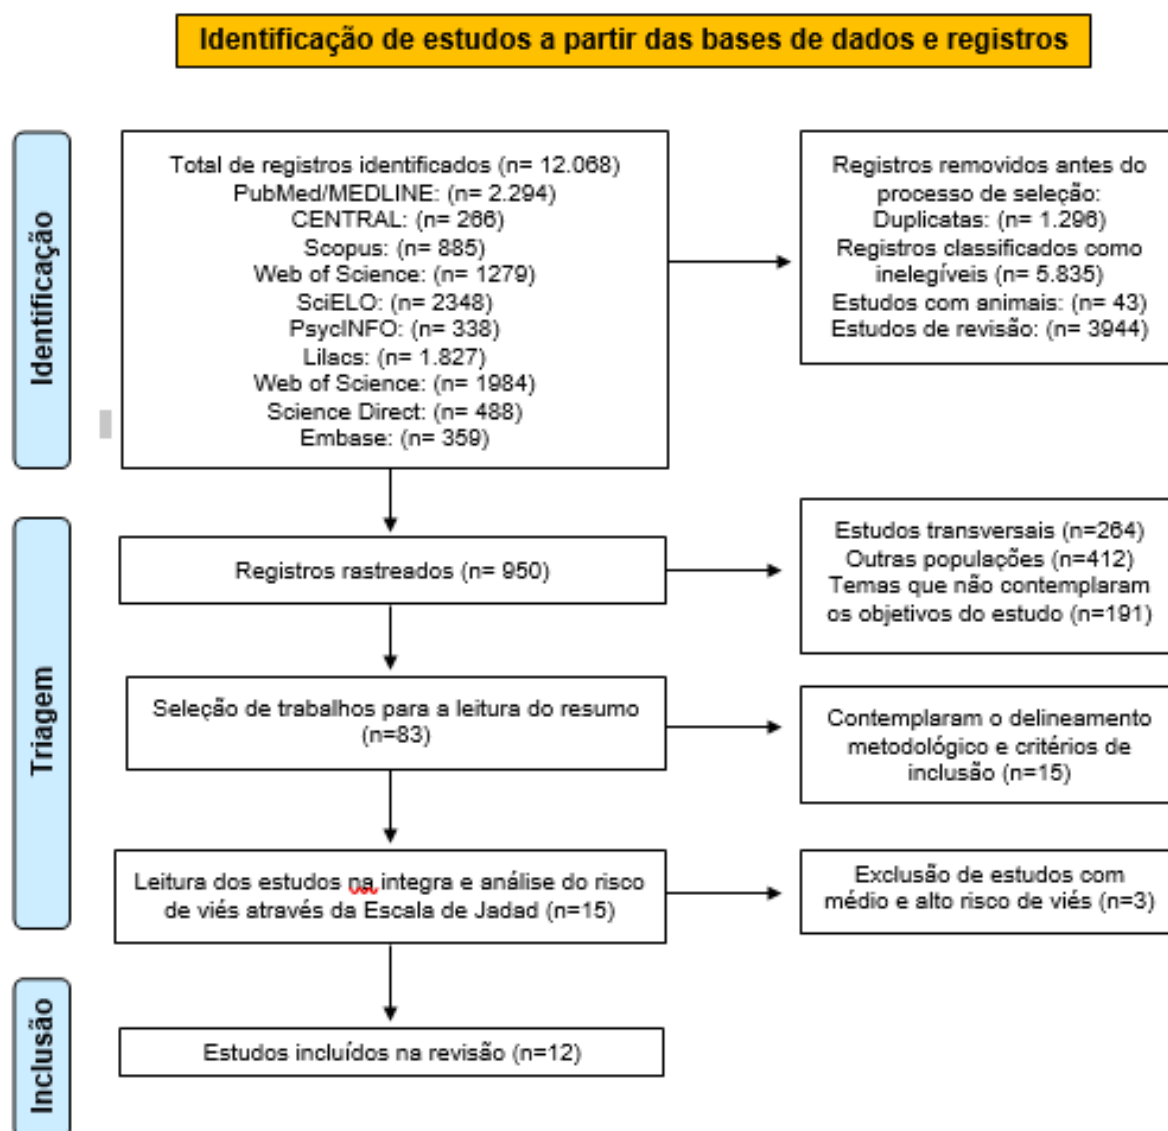 Identificação de estudos a partir das bases de dados e registros
Identificação
Total de registros identificados (n= 12.068)
PubMed/MEDLINE: (n= 2.294)
CENTRAL: (n= 266)
Scopus: (n= 885)
Web of Science: (n= 1279)
SciELO: (n= 2348)
PsycINFO: (n= 338)
Lilacs: (n= 1.827)
Web of Science: (n= 1984)
Science Direct: (n= 488)
Embase: (n= 359)
Registros removidos antes do
processo de seleção:
Duplicatas: (n= 1.296)
Registros classificados como
inelegíveis (n= 5.835)
Estudos com animais: (n= 43)
Estudos de revisão: (n= 3944)
Triagem
Registros rastreados (n= 950)
Estudos transversais (n=264)
Outras populações (n=412)
Temas que não contemplaram
os objetivos do estudo (n=191)
Seleção de trabalhos para a leitura do resumo
(n=83)
Contemplaram o delineamento
metodológico e critérios de
inclusão (n=15)
Leitura dos estudos na integra e análise do risco
de viés através da Escala de Jadad (n=15)
Exclusão de estudos com
médio e alto risco de viés (n=3)
Inclusão
Estudos incluídos na revisão (n=12)